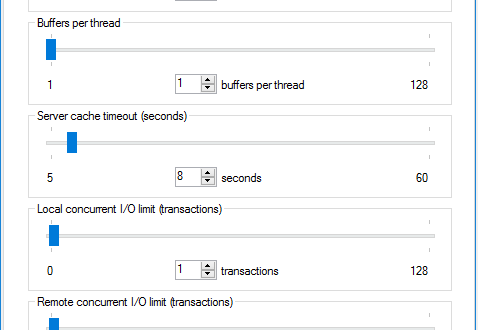 Buffers per thread
1 1 buffers per thread 128
Server cache timeout (seconds)
5 8 seconds 60
Local concurrent I/O limit (transactions)
0 1 transactions 128
Remote concurrent I/O limit (transactions)